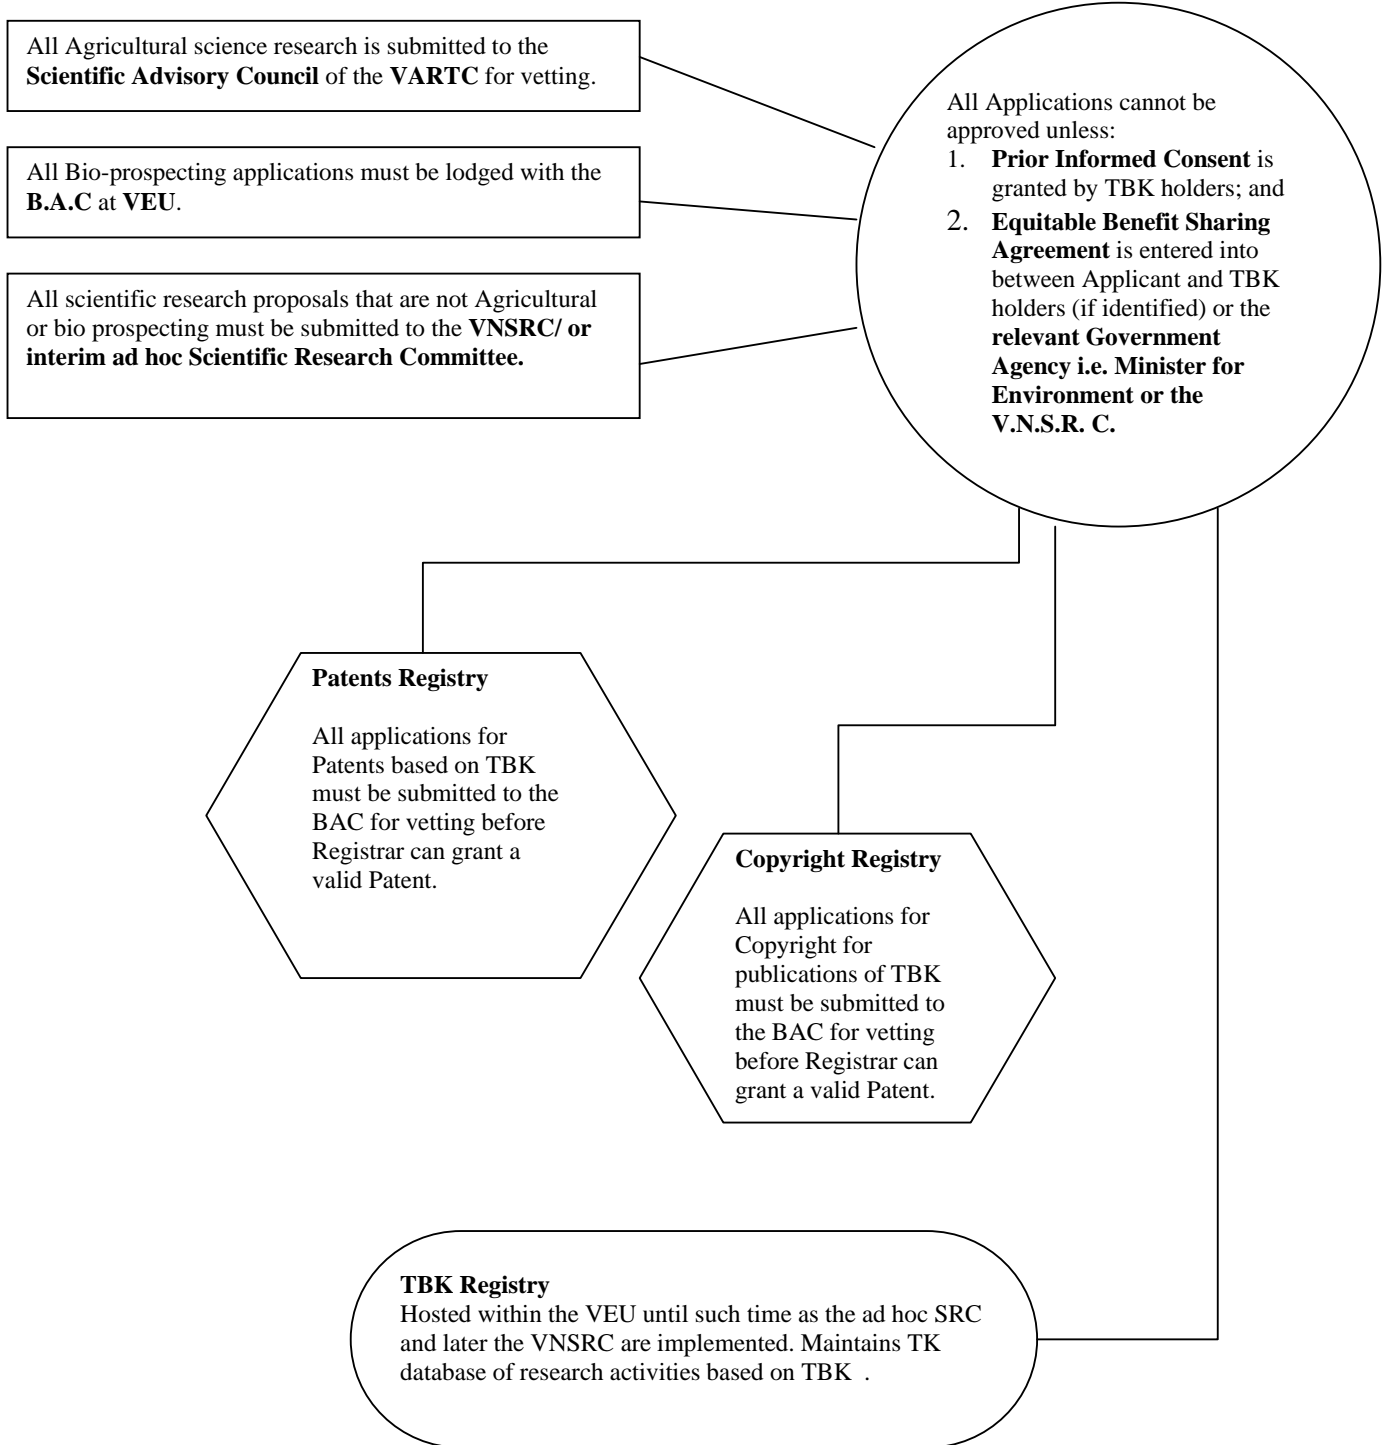 All Agricultural science research is submitted to the
Scientific Advisory Council of the VARTC for vetting.
All Bio-prospecting applications must be lodged with the
B.A.C at VEU.
All scientific research proposals that are not Agricultural
or bio prospecting must be submitted to the VNSRC/ or
interim ad hoc Scientific Research Committee.
All Applications cannot be
approved unless:
1. Prior Informed Consent is
granted by TBK holders; and
2. Equitable Benefit Sharing
Agreement is entered into
between Applicant and TBK
holders (if identified) or the
relevant Government
Agency i.e. Minister for
Environment or the
V.N.S.R. C.
Patents Registry
All applications for
Patents based on TBK
must be submitted to the
BAC for vetting before
Registrar can grant a
valid Patent.
Copyright Registry
All applications for
Copyright for
publications of TBK
must be submitted to
the BAC for vetting
before Registrar can
grant a valid Patent.
TBK Registry
Hosted within the VEU until such time as the ad hoc SRC
and later the VNSRC are implemented. Maintains TK
database of research activities based on TBK .